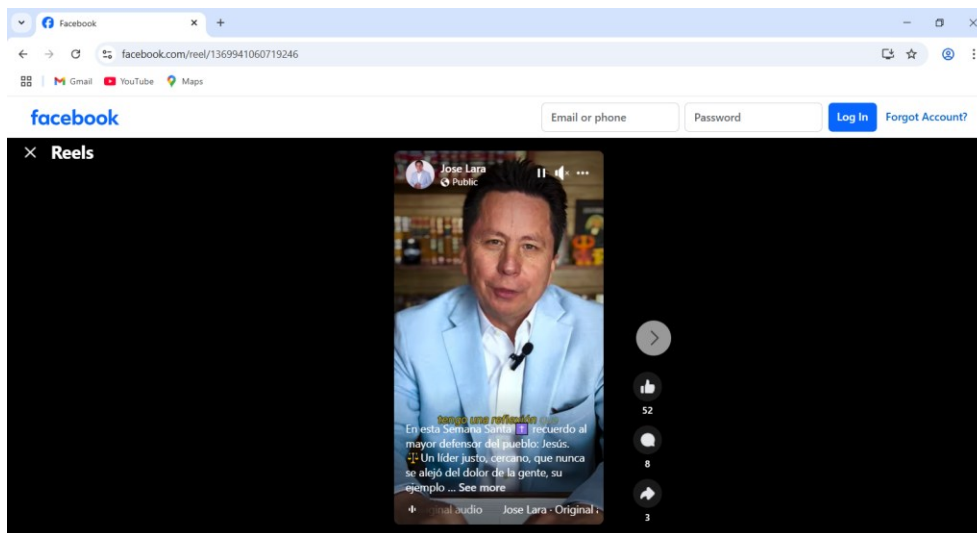 Facebook
facebook.com/reel/1369941060719246
Gmail YouTube Maps
facebook Email or phone Password Log In Forgot Account?
Reels
Jose Lara
Public
tengo una reflexión
En esta Semana Santa recuerdo al
mayor defensor del pueblo: Jesús.
Un líder justo, cercano, que nunca
se alejó del dolor de la gente, su
ejemplo ... See more
audio Jose Lara · Original
52
8
3